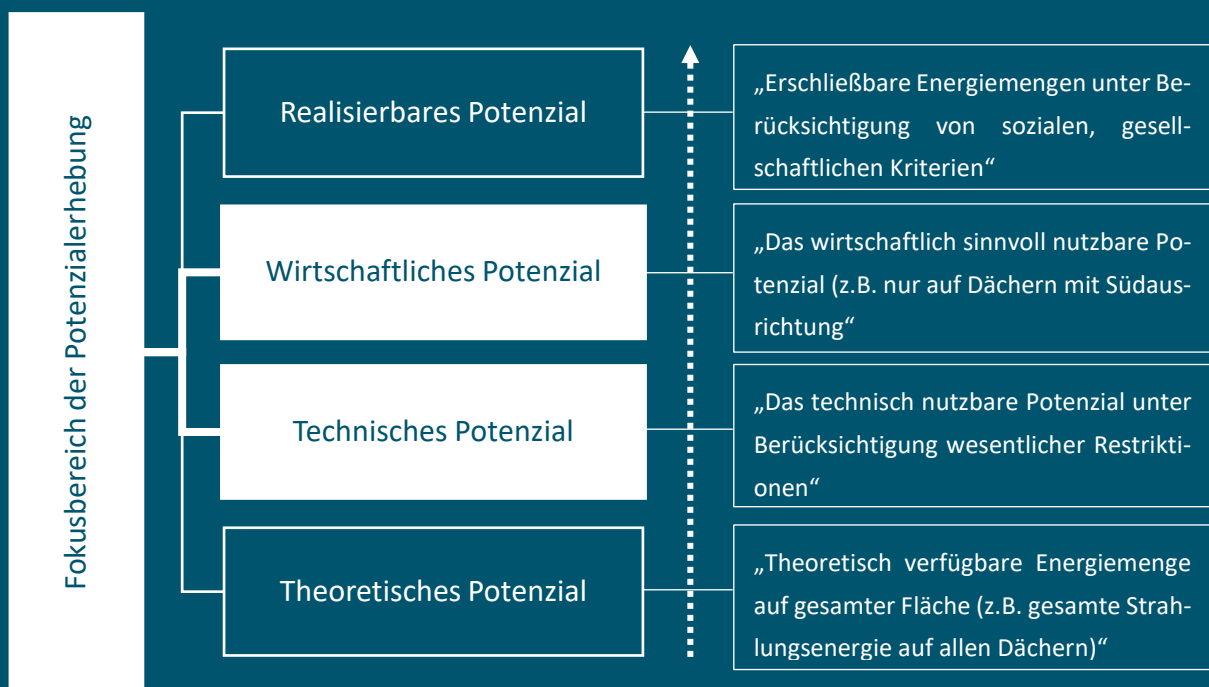 Fokusbereich der Potenzialerhebung
Realisierbares Potenzial
„Erschließbare Energiemengen unter Be-
rücksichtigung von sozialen, gesell-
schaftlichen Kriterien“
Wirtschaftliches Potenzial
„Das wirtschaftlich sinnvoll nutzbare Po-
tenzial (z.B. nur auf Dächern mit Südaus-
richtung“
Technisches Potenzial
„Das technisch nutzbare Potenzial unter
Berücksichtigung wesentlicher Restrikti-
onen“
Theoretisches Potenzial
„Theoretisch verfügbare Energiemenge
auf gesamter Fläche (z.B. gesamte Strah-
lungsenergie auf allen Dächern)“